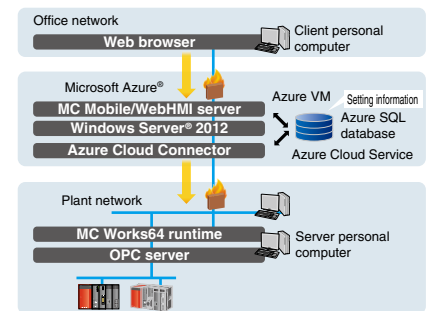 Office network
Web browser
Client personal
computer
Microsoft Azure®
MC Mobile/WebHMI server
Windows Server® 2012
Azure Cloud Connector
Azure VM
Setting information
Azure SQL
database
Azure Cloud Service
Plant network
MC Works64 runtime
OPC server
Server personal
computer